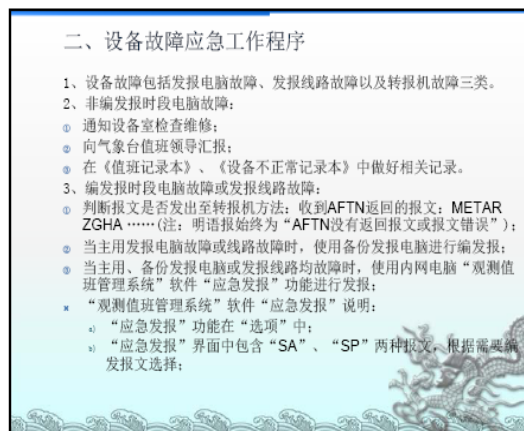 二、设备故障应急工作程序
1、设备故障包括发报电脑故障、发报线路故障以及转报机故障三类。
2、非编发报时段电脑故障：
① 通知设备室检查维修；
② 向气象台值班领导汇报；
③ 在《值班记录本》、《设备不正常记录本》中做好相关记录。
3、编发报时段电脑故障或发报线路故障：
① 判断报文是否发出至转报机方法：收到AFTN返回的报文：METAR
ZGHA ……(注：明语报始终为“AFTN没有返回报文或报文错误”);
② 当主用发报电脑故障或线路故障时，使用备份发报电脑进行编发报；
③ 当主用、备份发报电脑或发报线路均故障时，使用内网电脑“观测值
班管理系统”软件“应急发报”功能进行发报；
“观测值班管理系统”软件“应急发报”说明：
a) “应急发报”功能在“选项”中；
b) “应急发报”界面中包含“SA”、“SP”两种报文，根据需要编
发报文选择；